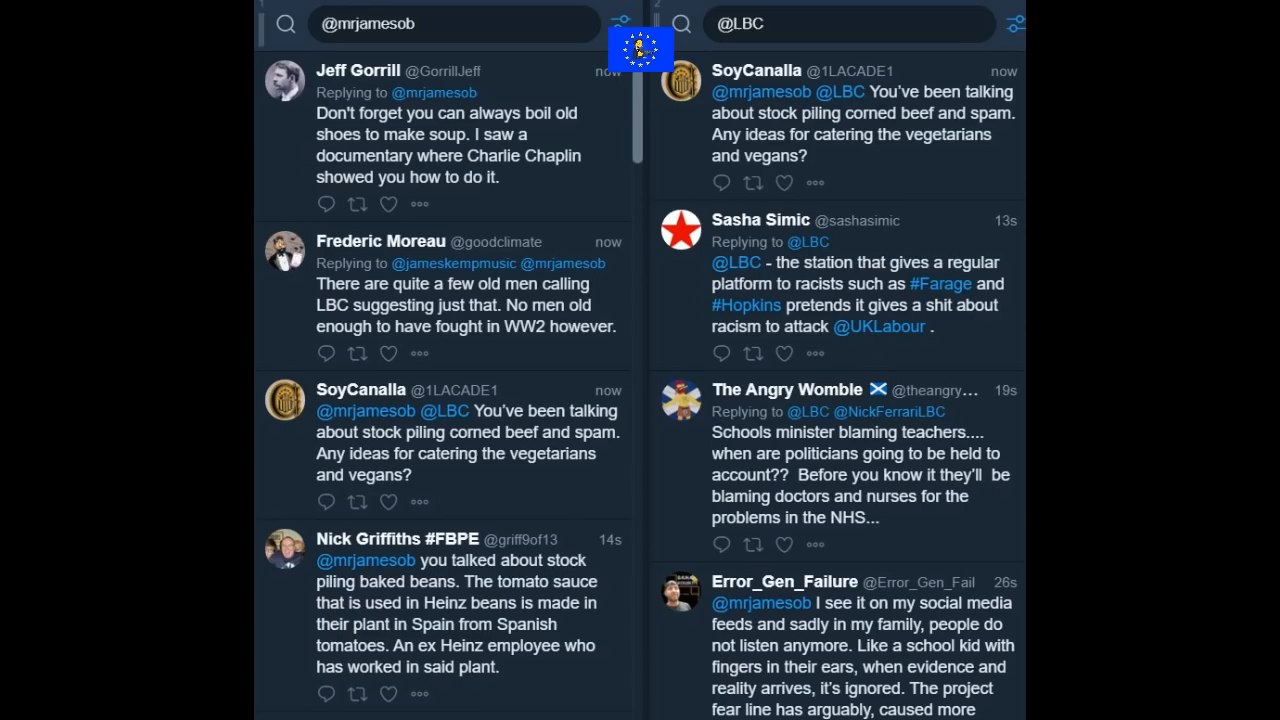 1
@mrjamesob
Jeff Gorrill @GorrillJeff now
Replying to @mrjamesob
Don't forget you can always boil old
shoes to make soup. I saw a
documentary where Charlie Chaplin
showed you how to do it.
Frederic Moreau @goodclimate now
Replying to @jameskempmusic @mrjamesob
There are quite a few old men calling
LBC suggesting just that. No men old
enough to have fought in WW2 however.
SoyCanalla @1LACADE1 now
@mrjamesob @LBC You've been talking
about stock piling corned beef and spam.
Any ideas for catering the vegetarians
and vegans?
Nick Griffiths #FBPE @griff9of13 14s
@mrjamesob you talked about stock
piling baked beans. The tomato sauce
that is used in Heinz beans is made in
their plant in Spain from Spanish
tomatoes. An ex Heinz employee who
has worked in said plant.
2
@LBC
SoyCanalla @1LACADE1 now
@mrjamesob @LBC You've been talking
about stock piling corned beef and spam.
Any ideas for catering the vegetarians
and vegans?
Sasha Simic @sashasimic 13s
Replying to @LBC
@LBC - the station that gives a regular
platform to racists such as #Farage and
#Hopkins pretends it gives a shit about
racism to attack @UKLabour .
The Angry Womble @theangry... 19s
Replying to @LBC @NickFerrariLBC
Schools minister blaming teachers....
when are politicians going to be held to
account??  Before you know it they'll  be
blaming doctors and nurses for the
problems in the NHS...
Error_Gen_Failure @Error_Gen_Fail 26s
@mrjamesob I see it on my social media
feeds and sadly in my family, people do
not listen anymore. Like a school kid with
fingers in their ears, when evidence and
reality arrives, it's ignored. The project
fear line has arguably, caused more